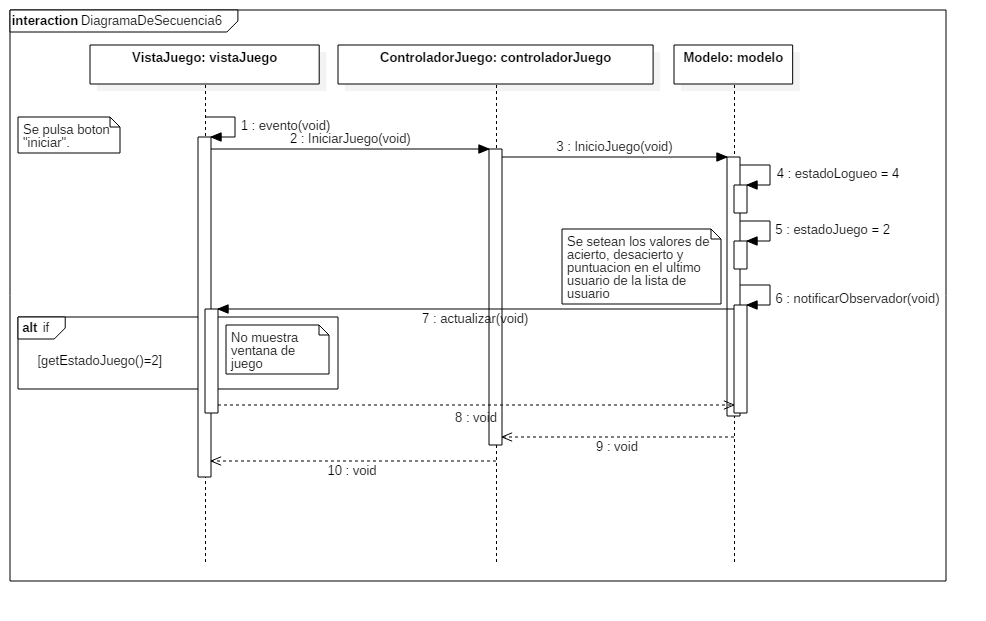 interaction DiagramaDeSecuencia6
VistaJuego: vistaJuego
ControladorJuego: controladorJuego
Modelo: modelo
Se pulsa boton
"iniciar".
1 : evento(void)
2 : IniciarJuego(void)
3 : InicioJuego(void)
4 : estadoLogueo = 4
5 : estadoJuego = 2
Se setean los valores de
acierto, desacierto y
puntuacion en el ultimo
usuario de la lista de
usuario
6 : notificarObservador(void)
7 : actualizar(void)
alt if
[getEstadoJuego()=2]
No muestra
ventana de
juego
8 : void
9 : void
10 : void